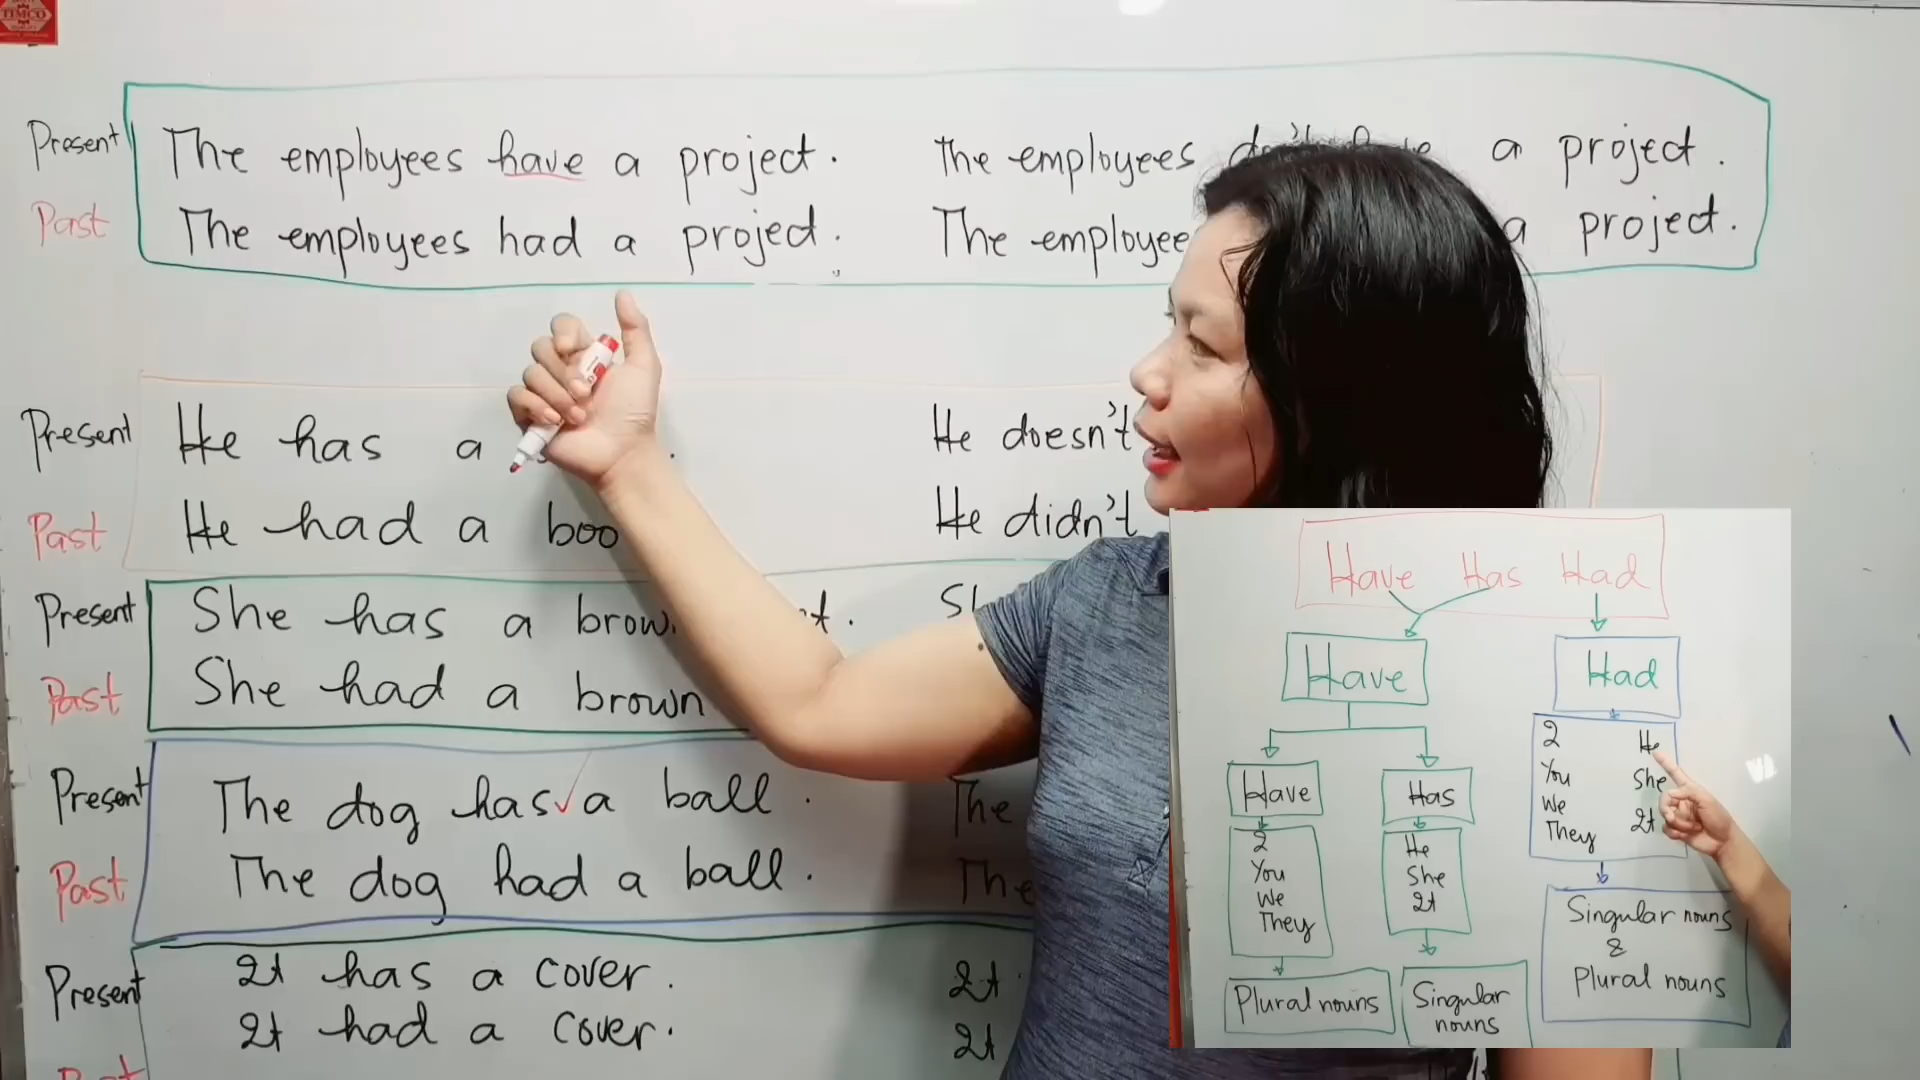 TIMCO
Present The employees have a project. The employees don't have a project.
Past The employees had a project. The a project.
Present He has a He doesn't
Past He had a He didn't
Present She has a
Past She had a brown
Present The dog has✓a ball. The
Past The dog had a ball. The
Present It has a cover. It
It had a cover. It
Past
Have Has Had
Have Had
I He
You She
We It
They
Have Has
I He
You She
We It
They
Singular nouns
&
Plural nouns
Plural nouns
Singular
nouns